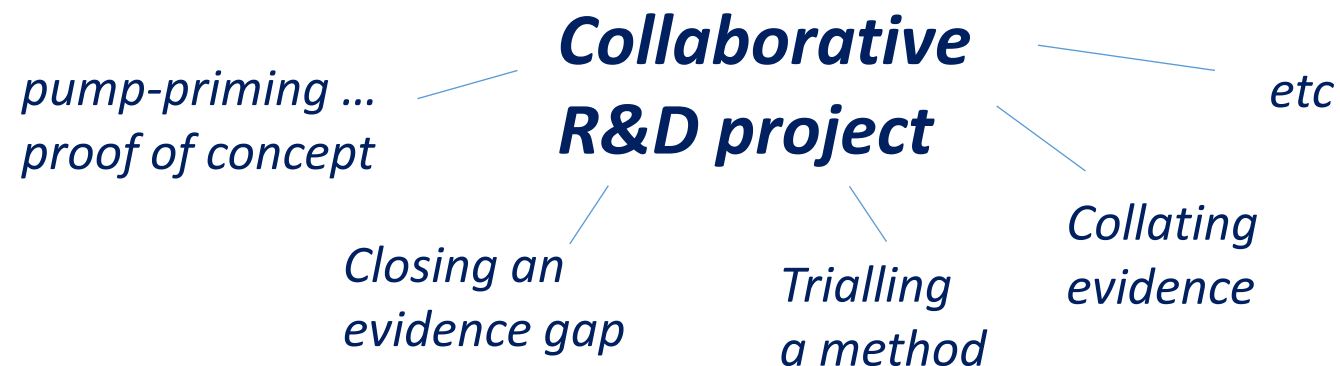 Collaborative
R&D project
pump-priming ...
proof of concept
Closing an
evidence gap
Trialling
a method
Collating
evidence
etc